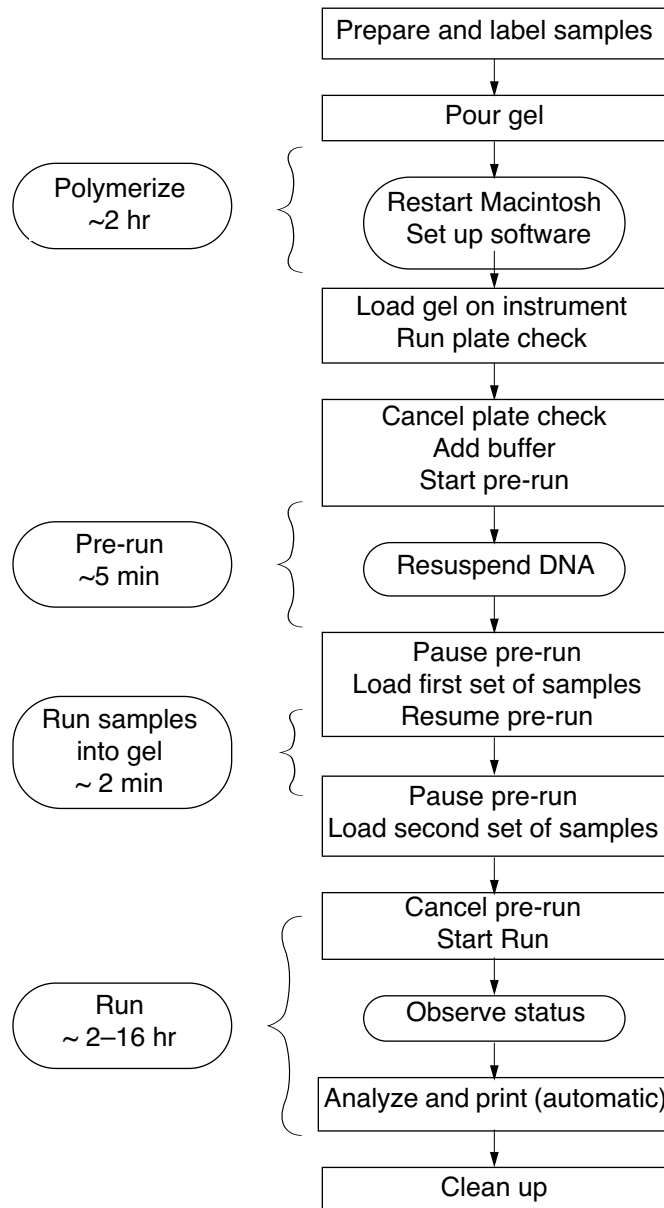 Prepare and label samples
Pour gel
Polymerize
~2 hr
Restart Macintosh
Set up software
Load gel on instrument
Run plate check
Cancel plate check
Add buffer
Start pre-run
Pre-run
~5 min
Resuspend DNA
Pause pre-run
Load first set of samples
Resume pre-run
Run samples
into gel
~ 2 min
Pause pre-run
Load second set of samples
Cancel pre-run
Start Run
Run
~ 2–16 hr
Observe status
Analyze and print (automatic)
Clean up